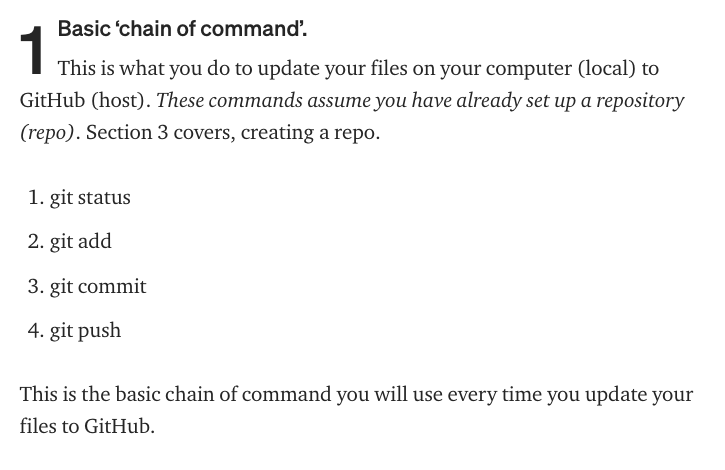 1 Basic ‘chain of command’.
This is what you do to update your files on your computer (local) to
GitHub (host). These commands assume you have already set up a repository
(repo). Section 3 covers, creating a repo.
1. git status
2. git add
3. git commit
4. git push
This is the basic chain of command you will use every time you update your
files to GitHub.